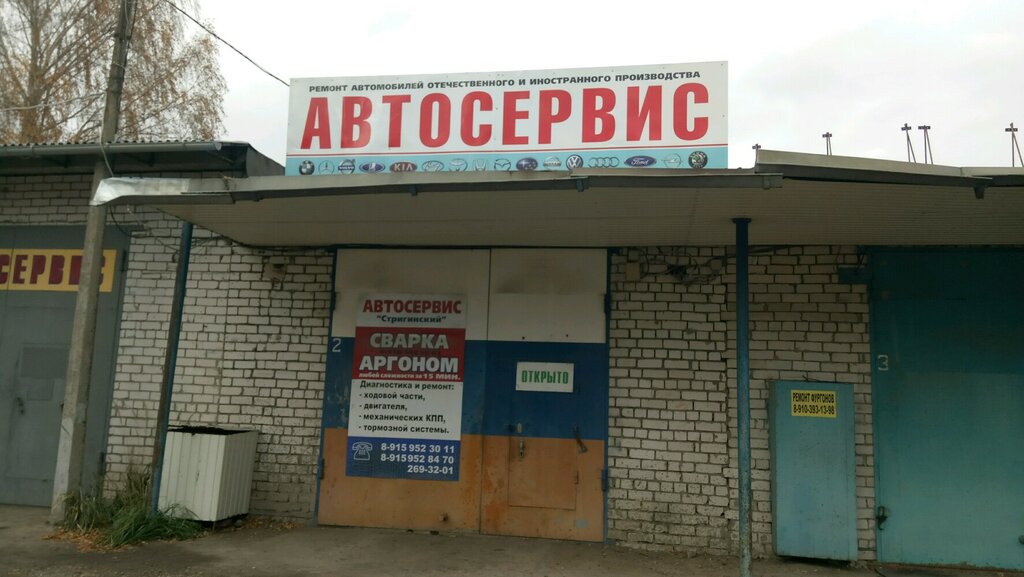 РЕМОНТ АВТОМОБИЛЕЙ ОТЕЧЕСТВЕННОГО И ИНОСТРАННОГО ПРОИЗВОДСТВА
АВТОСЕРВИС
KIA
Ford
СЕРВИС
2
АВТОСЕРВИС
"Стригинский"
СВАРКА
АРГОНОМ
любой сложности за 15 мин.
Диагностика и ремонт:
- ходовой части,
- двигателя,
- механических КПП,
- тормозной системы.
8-915 952 30 11
8-915 952 84 70
269-32-01
ОТКРЫТО
РЕМОНТ ФУРГОНОВ
8-910-393-13-98
3